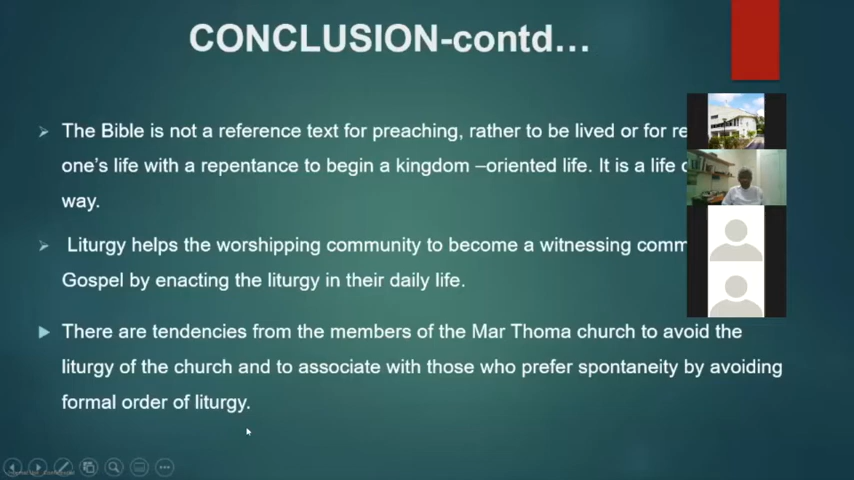 CONCLUSION-contd...
The Bible is not a reference text for preaching, rather to be lived or for
one's life with a repentance to begin a kingdom –oriented life. It is a life
way.
Liturgy helps the worshipping community to become a witnessing
Gospel by enacting the liturgy in their daily life.
There are tendencies from the members of the Mar Thoma church to avoid the
liturgy of the church and to associate with those who prefer spontaneity by avoiding
formal order of liturgy.